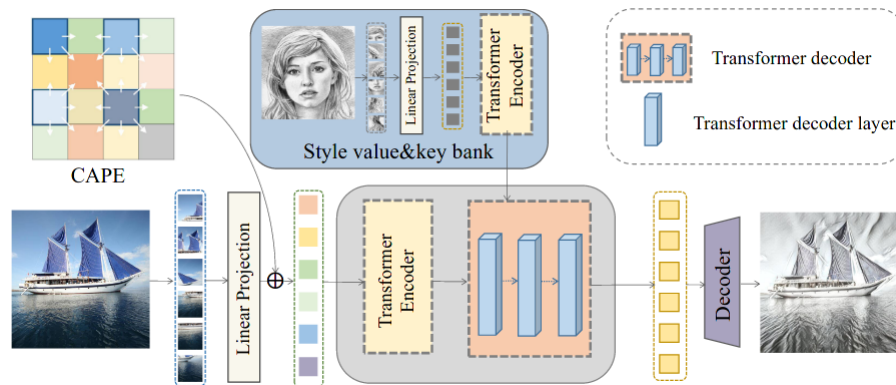 CAPE
Linear Projection
Transformer
Encoder
Style value&key bank
Transformer decoder
Transformer decoder layer
Linear Projection
Transformer
Encoder
Decoder